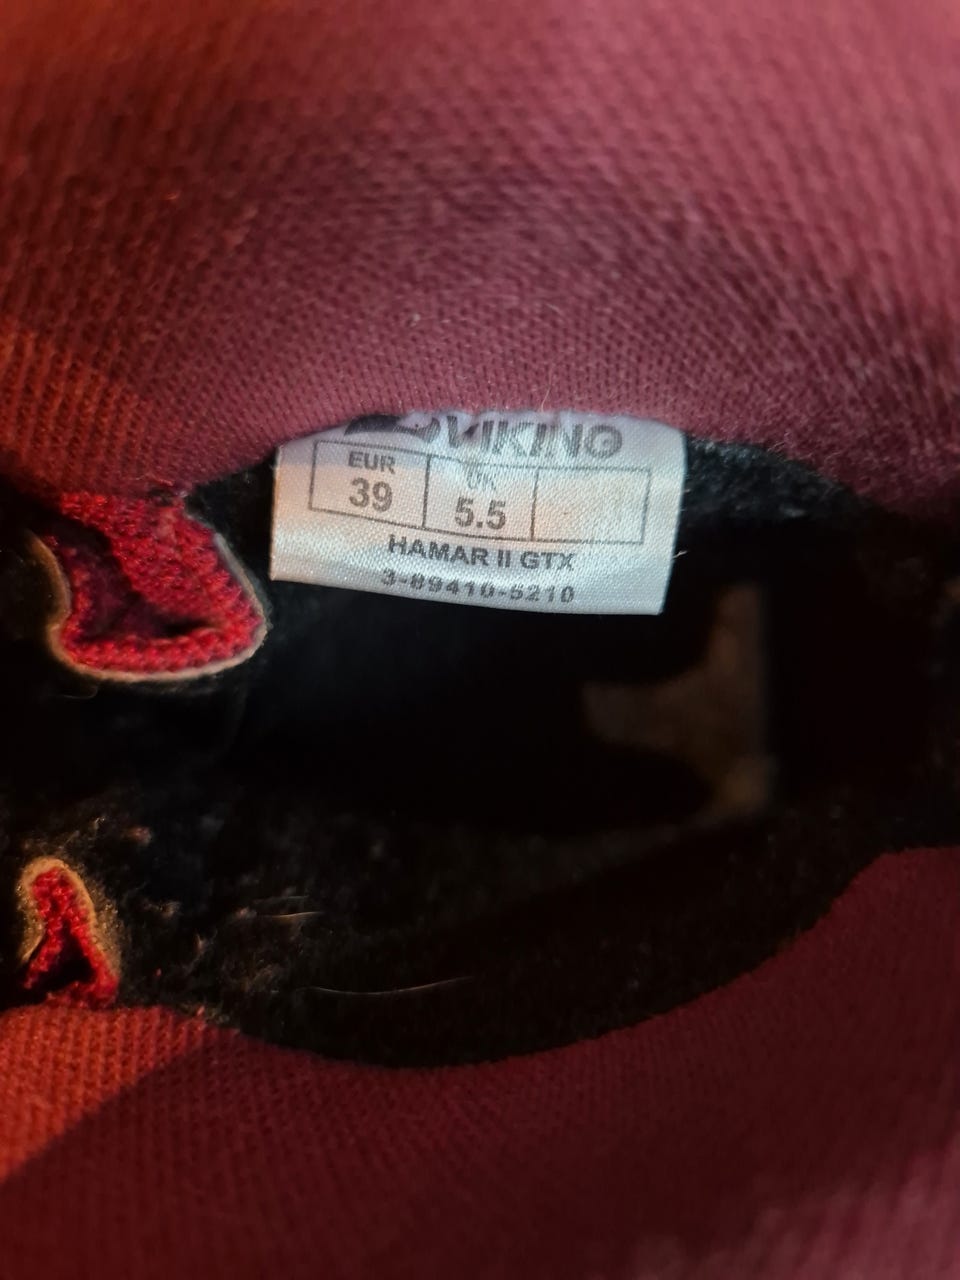 VIKING
EUR UK
39 5.5
HAMAR II GTX
3-89410-5210